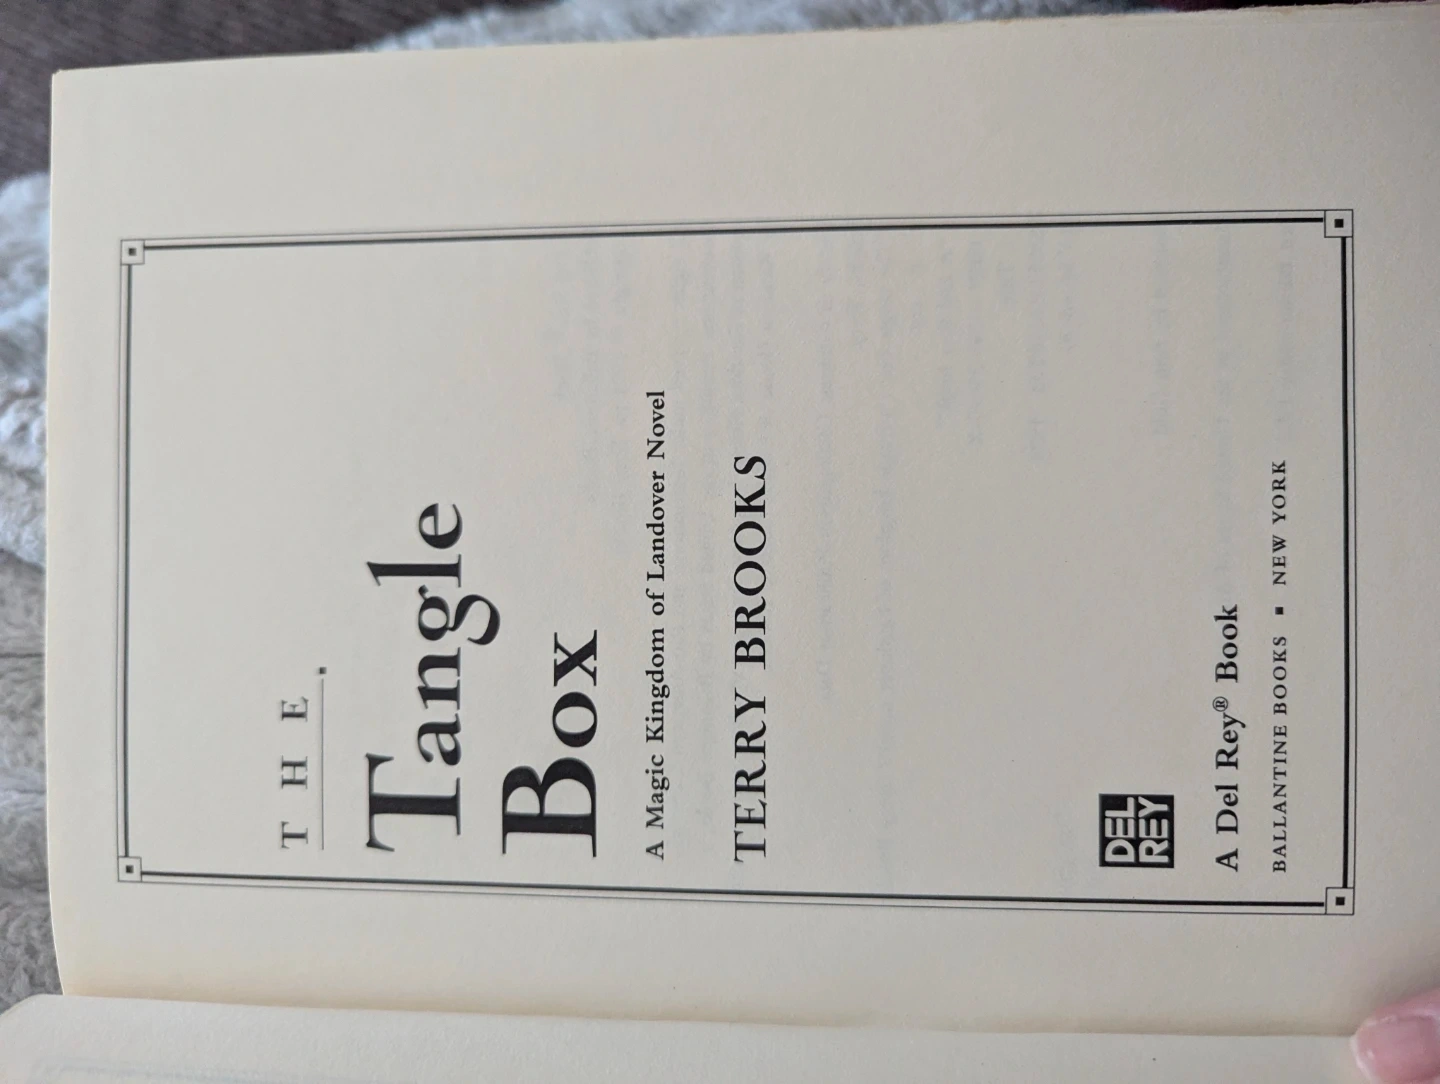 THE
Tangle
Box
A Magic Kingdom of Landover Novel
TERRY BROOKS
DEL
REY
A Del Rey® Book
BALLANTINE BOOKS ▪ NEW YORK